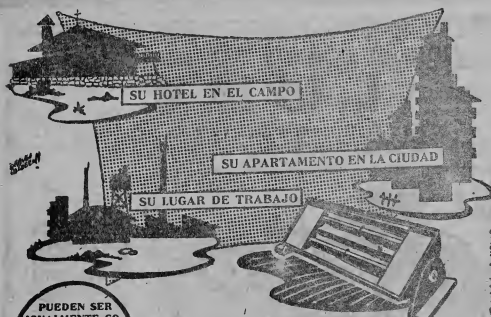 SU HOTEL EN EL CAMPO
SU APARTAMENTO EN LA CIUDAD
SU LUGAR DE TRABAJO
PUEDEN SER